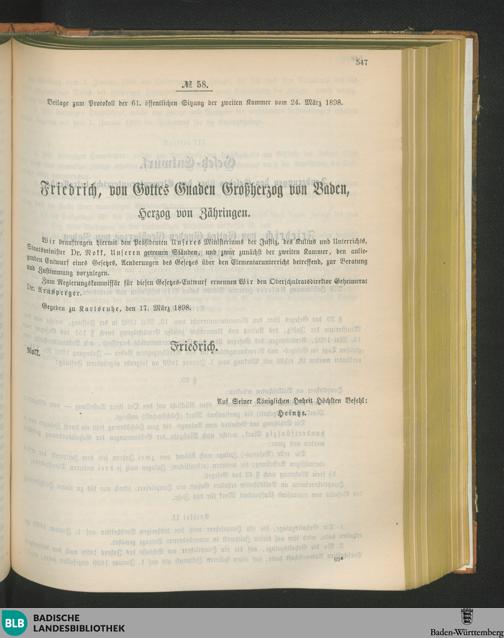 547
№ 58.
Beilage zum Protokoll der 61. öffentlichen Sitzung der zweiten Kammer vom 24. März 1898.
Friedrich, von Gottes Gnaden Großherzog von Baden,
Herzog von Zähringen.
Wir beauftragen hiermit den Präsidenten Unseres Ministeriums der Justiz, des Kultus und Unterrichts,
Staatsminister Dr. Nokk, Unseren getreuen Ständen, und zwar zunächst der zweiten Kammer, den anlie-
genden Entwurf eines Gesetzes, Aenderungen des Gesetzes über den Elementarunterricht betreffend, zur Berathung
und Zustimmung vorzulegen.
Zum Regierungskommissär für diesen Gesetzes-Entwurf ernennen Wir den Oberschulratsdirektor Geheimerat
Dr. Arnsperger.
Gegeben zu Karlsruhe, den 17. März 1898.
Friedrich.
Nokk.
Auf Seiner Königlichen Hoheit Höchsten Befehl:
Heintze.
BLB BADISCHE
LANDESBIBLIOTHEK
Baden-Württemberg